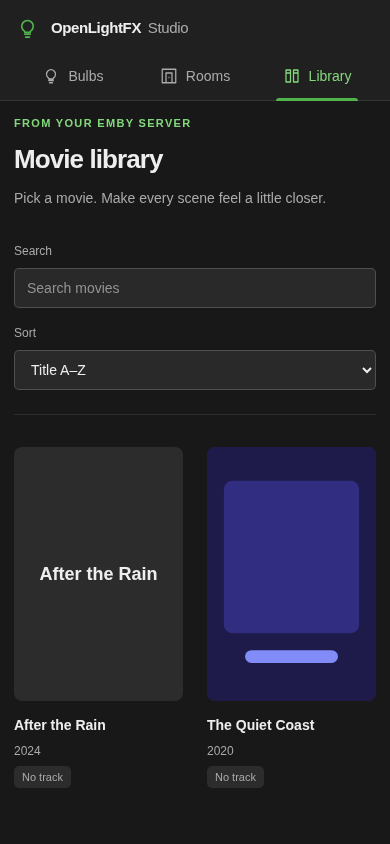 OpenLightFX Studio
Bulbs Rooms Library
FROM YOUR EMBY SERVER
Movie library
Pick a movie. Make every scene feel a little closer.
Search
Search movies
Sort
Title A–Z
After the Rain
After the Rain The Quiet Coast
2024 2020
No track No track